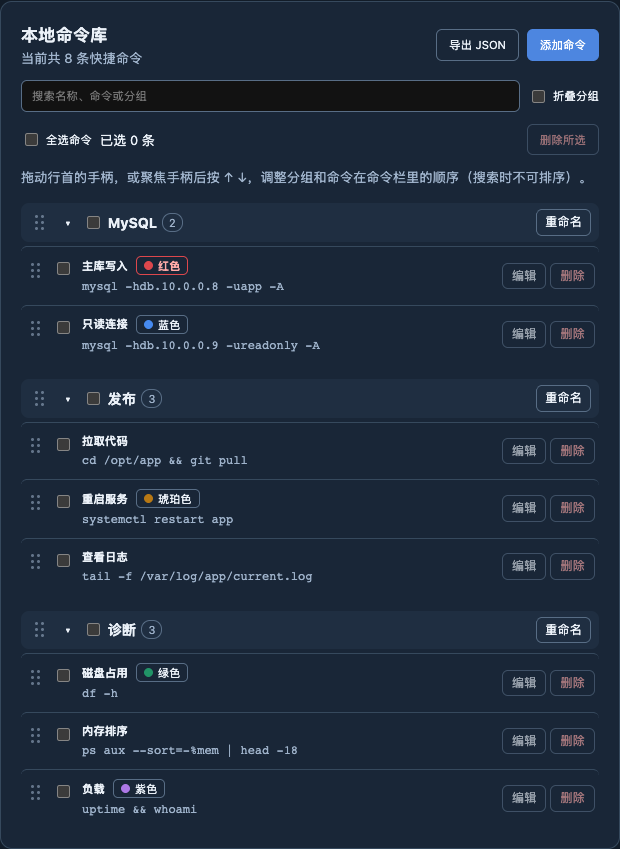 本地命令库
导出 JSON
添加命令
当前共 8 条快捷命令
搜索名称、命令或分组
折叠分组
全选命令 已选 0 条
删除所选
拖动行首的手柄，或聚焦手柄后按 ↑ ↓，调整分组和命令在命令栏里的顺序（搜索时不可排序）。
MySQL 2
重命名
主库写入 红色
mysql -hdb.10.0.0.8 -uapp -A
编辑 删除
只读连接 蓝色
mysql -hdb.10.0.0.9 -ureadonly -A
编辑 删除
发布 3
重命名
拉取代码
cd /opt/app && git pull
编辑 删除
重启服务 琥珀色
systemctl restart app
编辑 删除
查看日志
tail -f /var/log/app/current.log
编辑 删除
诊断 3
重命名
磁盘占用 绿色
df -h
编辑 删除
内存排序
ps aux --sort=-%mem | head -18
编辑 删除
负载 紫色
uptime && whoami
编辑 删除